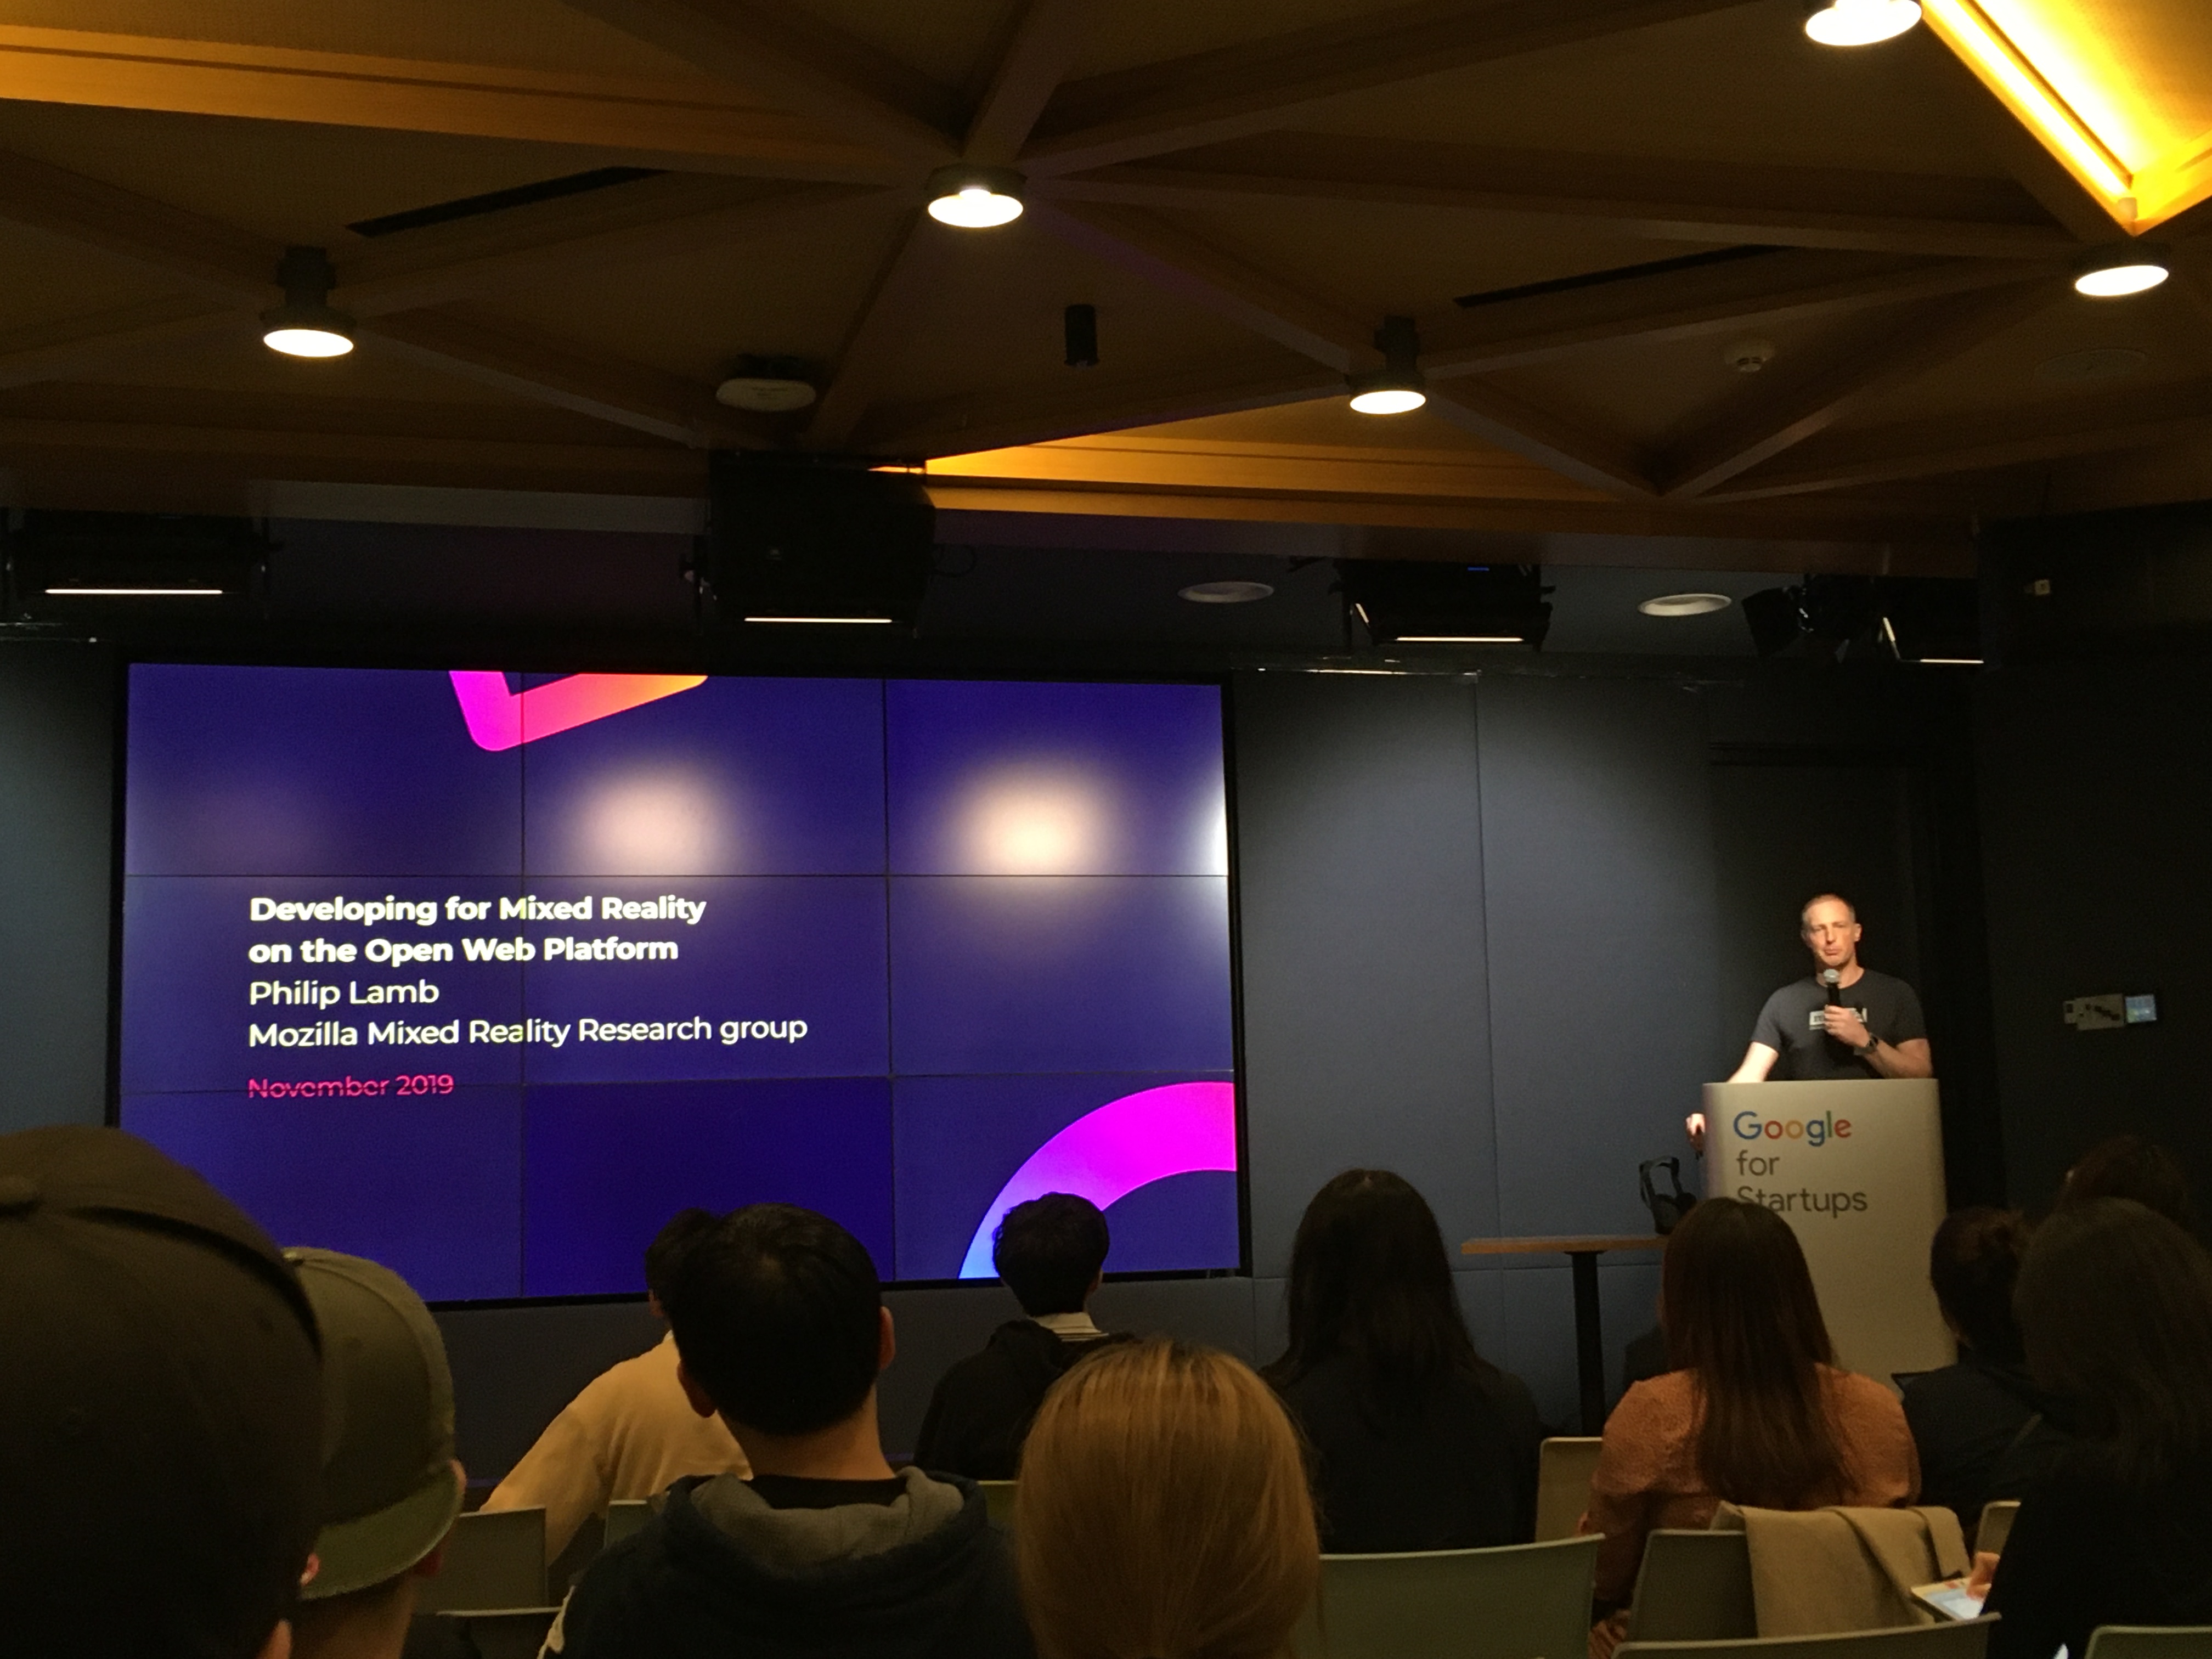 Developing for Mixed Reality
on the Open Web Platform
Philip Lamb
Mozilla Mixed Reality Research group
November 2019
Google
for
Startups